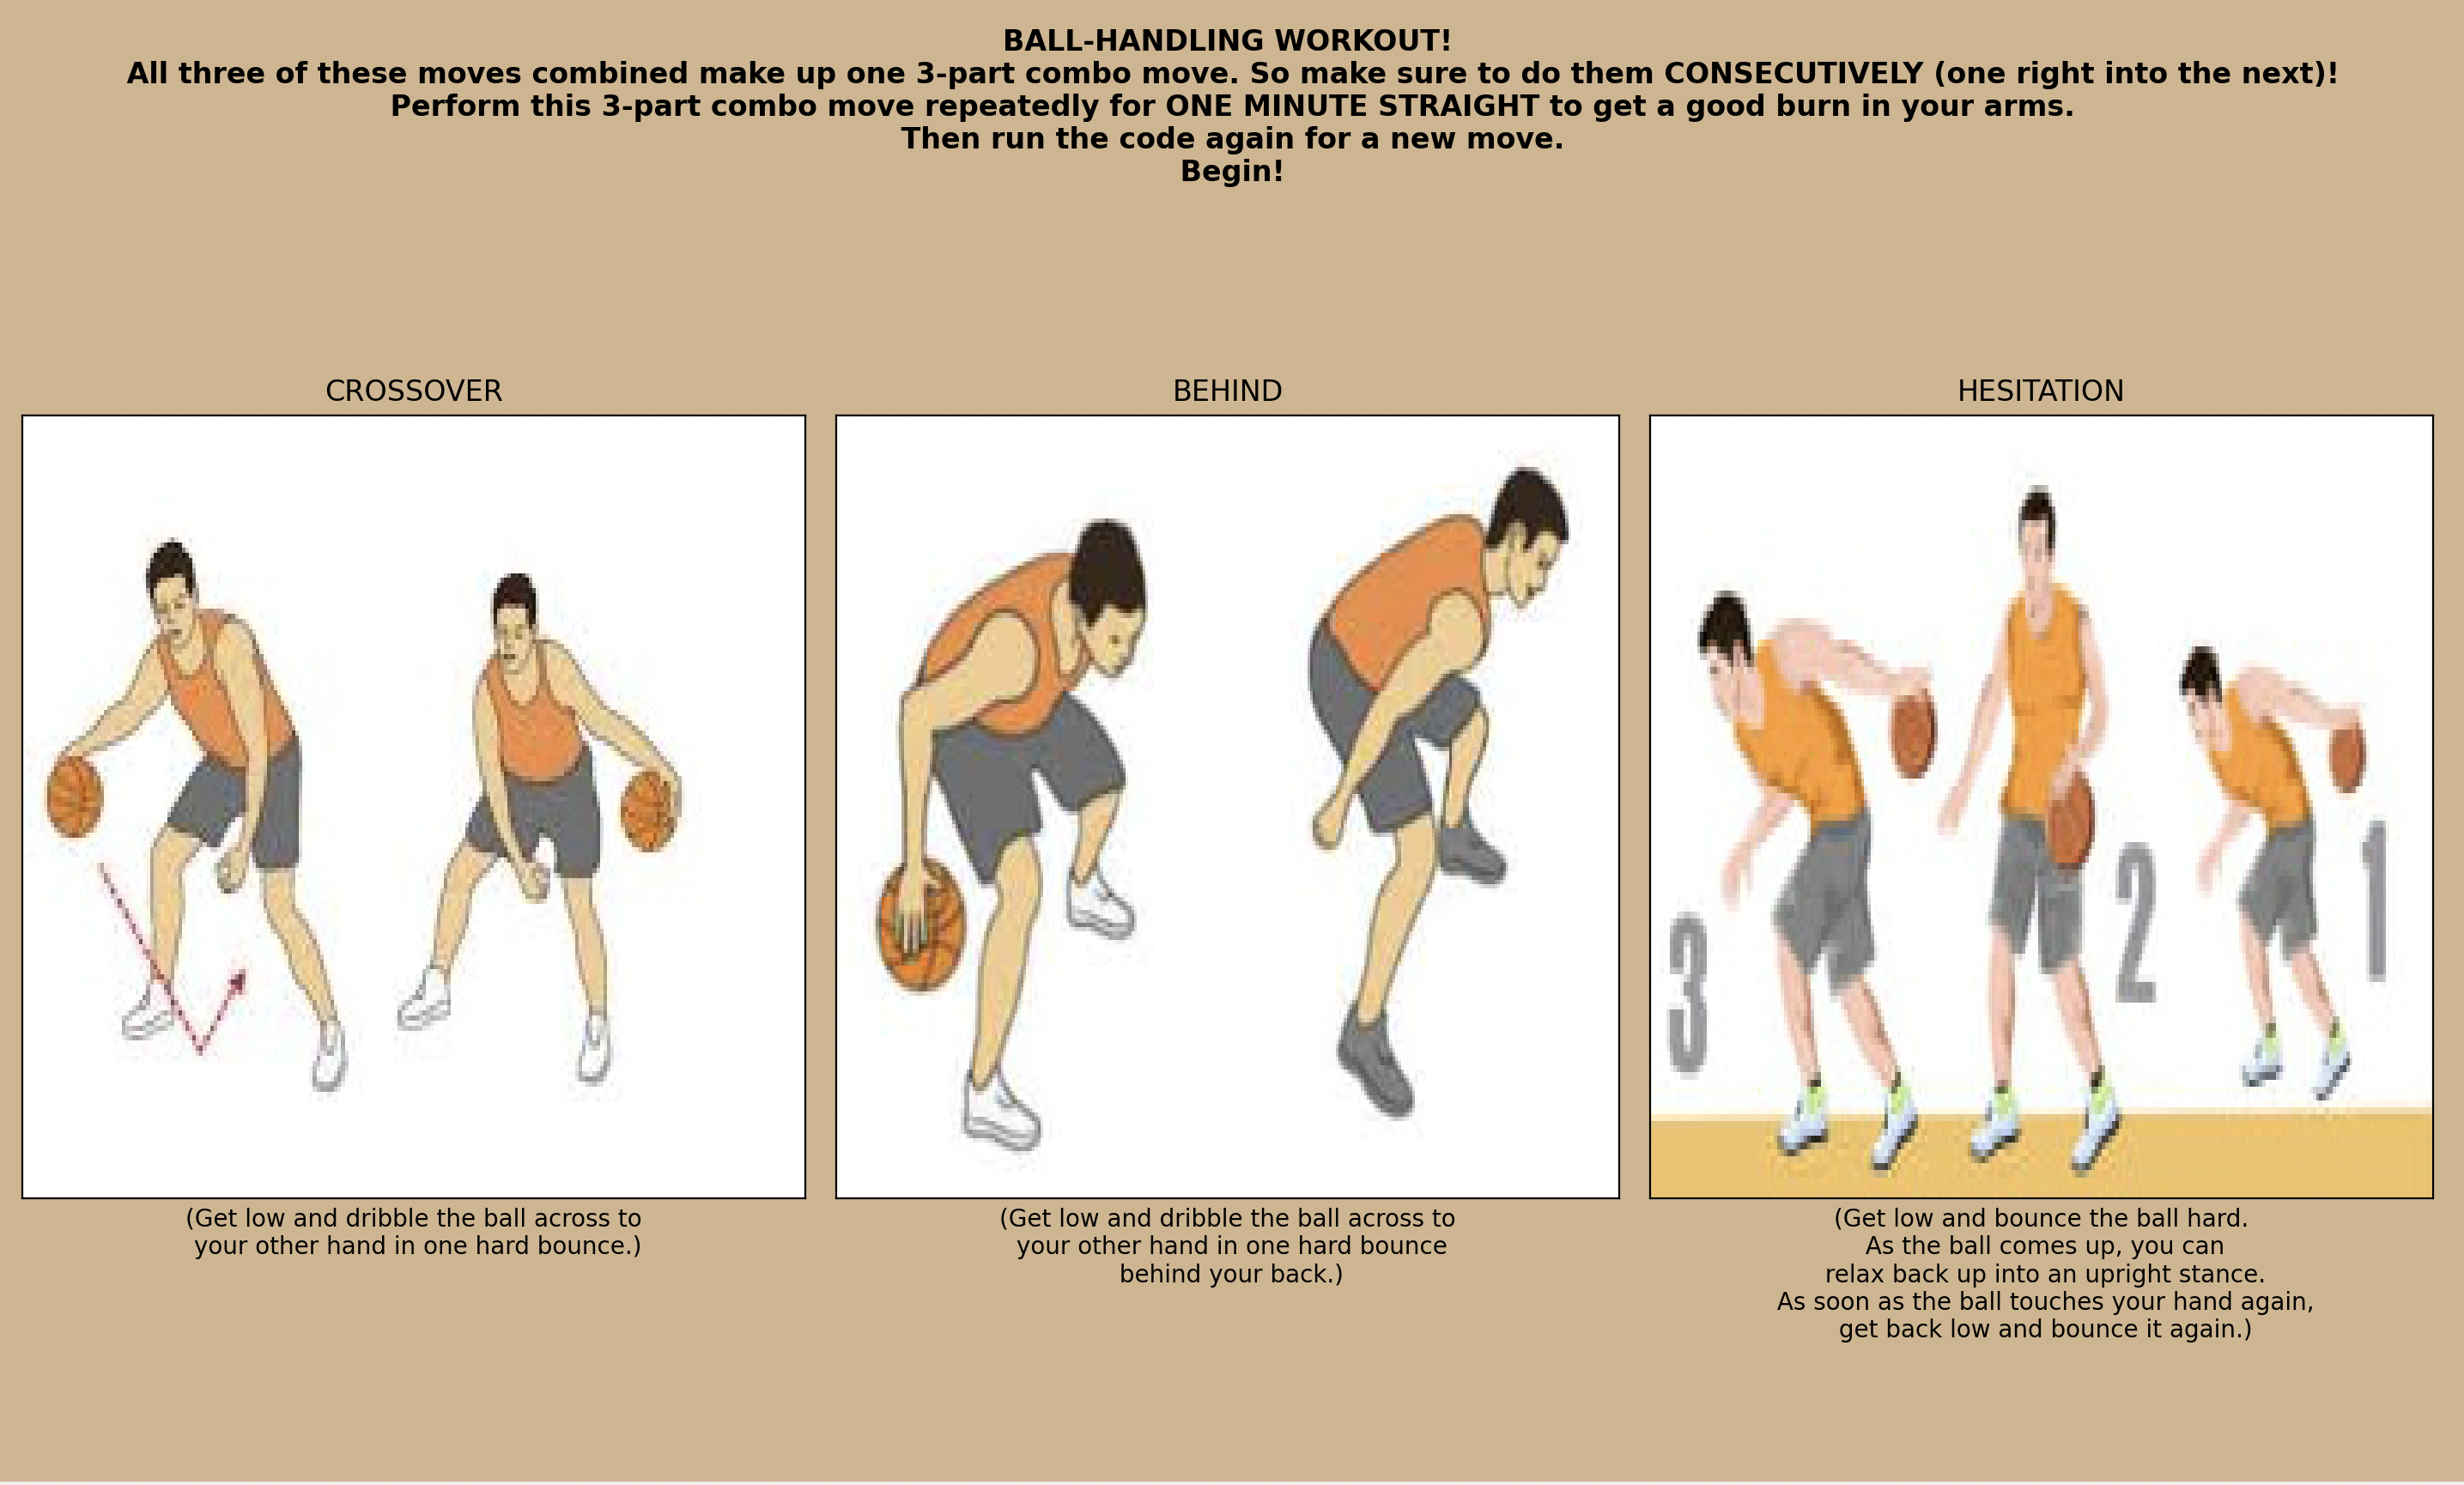 BALL-HANDLING WORKOUT!
All three of these moves combined make up one 3-part combo move. So make sure to do them CONSECUTIVELY (one right into the next)!
Perform this 3-part combo move repeatedly for ONE MINUTE STRAIGHT to get a good burn in your arms.
Then run the code again for a new move.
Begin!
CROSSOVER
(Get low and dribble the ball across to
your other hand in one hard bounce.)
BEHIND
(Get low and dribble the ball across to
your other hand in one hard bounce
behind your back.)
HESITATION
3
2
1
(Get low and bounce the ball hard.
As the ball comes up, you can
relax back up into an upright stance.
As soon as the ball touches your hand again,
get back low and bounce it again.)